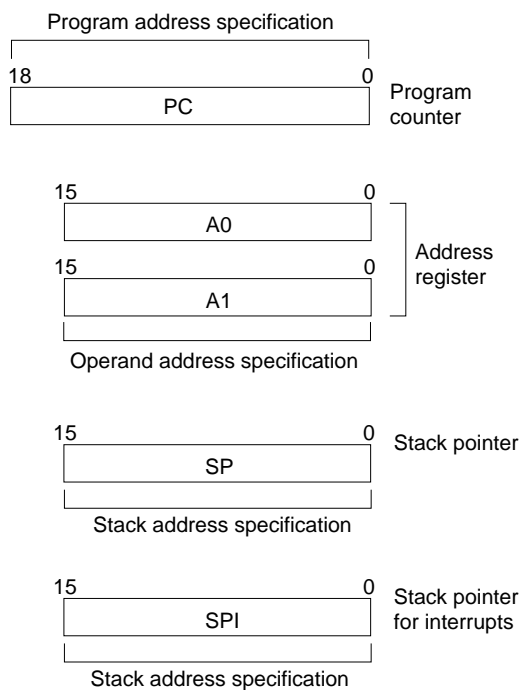 Program address specification
18 0
PC
Program
counter
15 0
A0
15 0
A1
Address
register
Operand address specification
15 0
SP
Stack pointer
Stack address specification
15 0
SPI
Stack pointer
for interrupts
Stack address specification